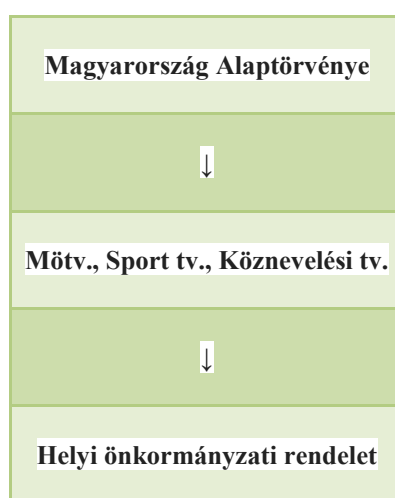 Magyarország Alaptörvénye
↓
Mötv., Sport tv., Köznevelési tv.
↓
Helyi önkormányzati rendelet